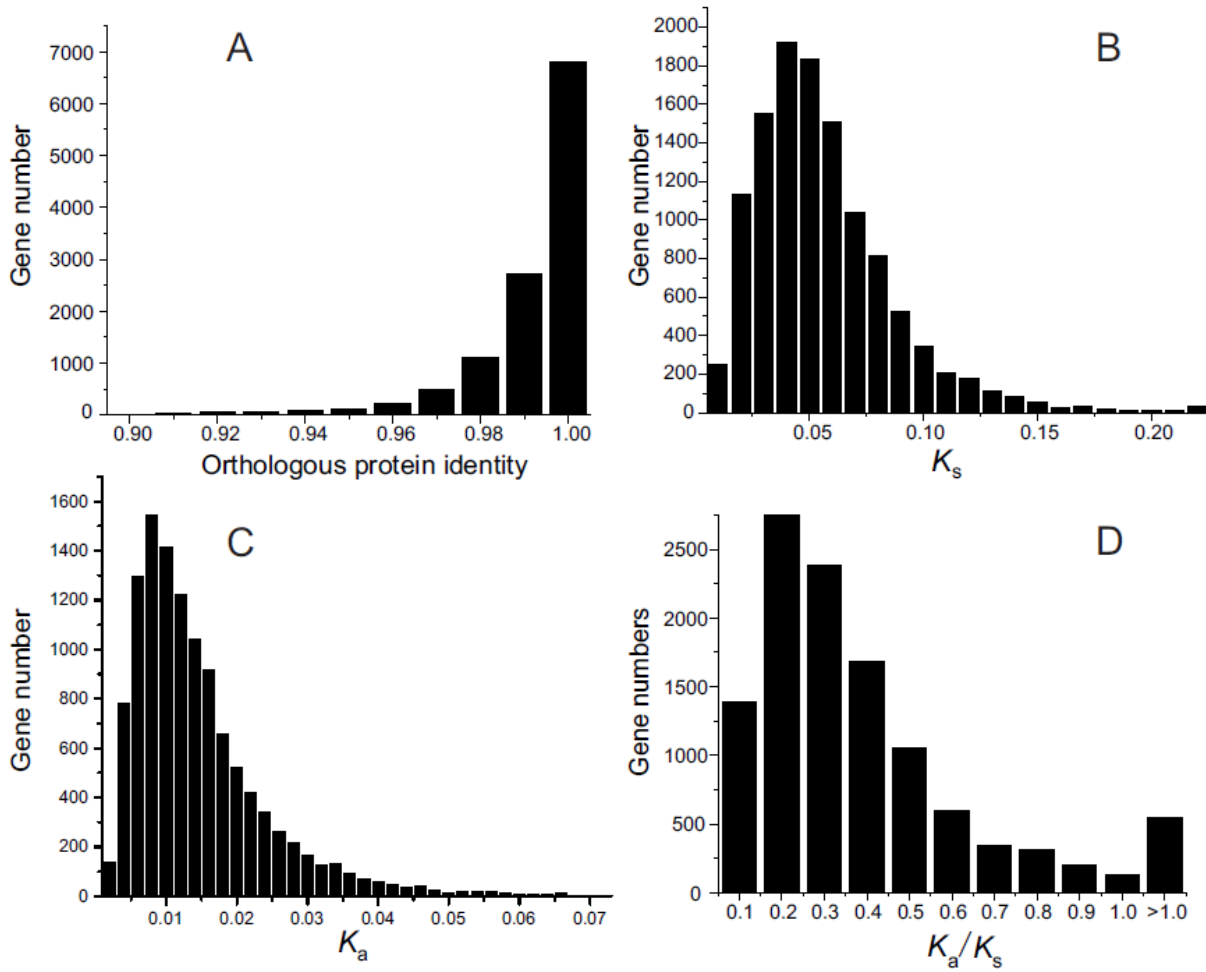 A
7000
6000
5000
4000
3000
2000
1000
0
Gene number
0.90 0.92 0.94 0.96 0.98 1.00
Orthologous protein identity
B
2000
1800
1600
1400
1200
1000
800
600
400
200
0
Gene number
0.05 0.10 0.15 0.20
Ks
C
1600
1400
1200
1000
800
600
400
200
0
Gene number
0.01 0.02 0.03 0.04 0.05 0.06 0.07
Ka
D
2500
2000
1500
1000
500
0
Gene numbers
0.1 0.2 0.3 0.4 0.5 0.6 0.7 0.8 0.9 1.0 >1.0
Ka/Ks